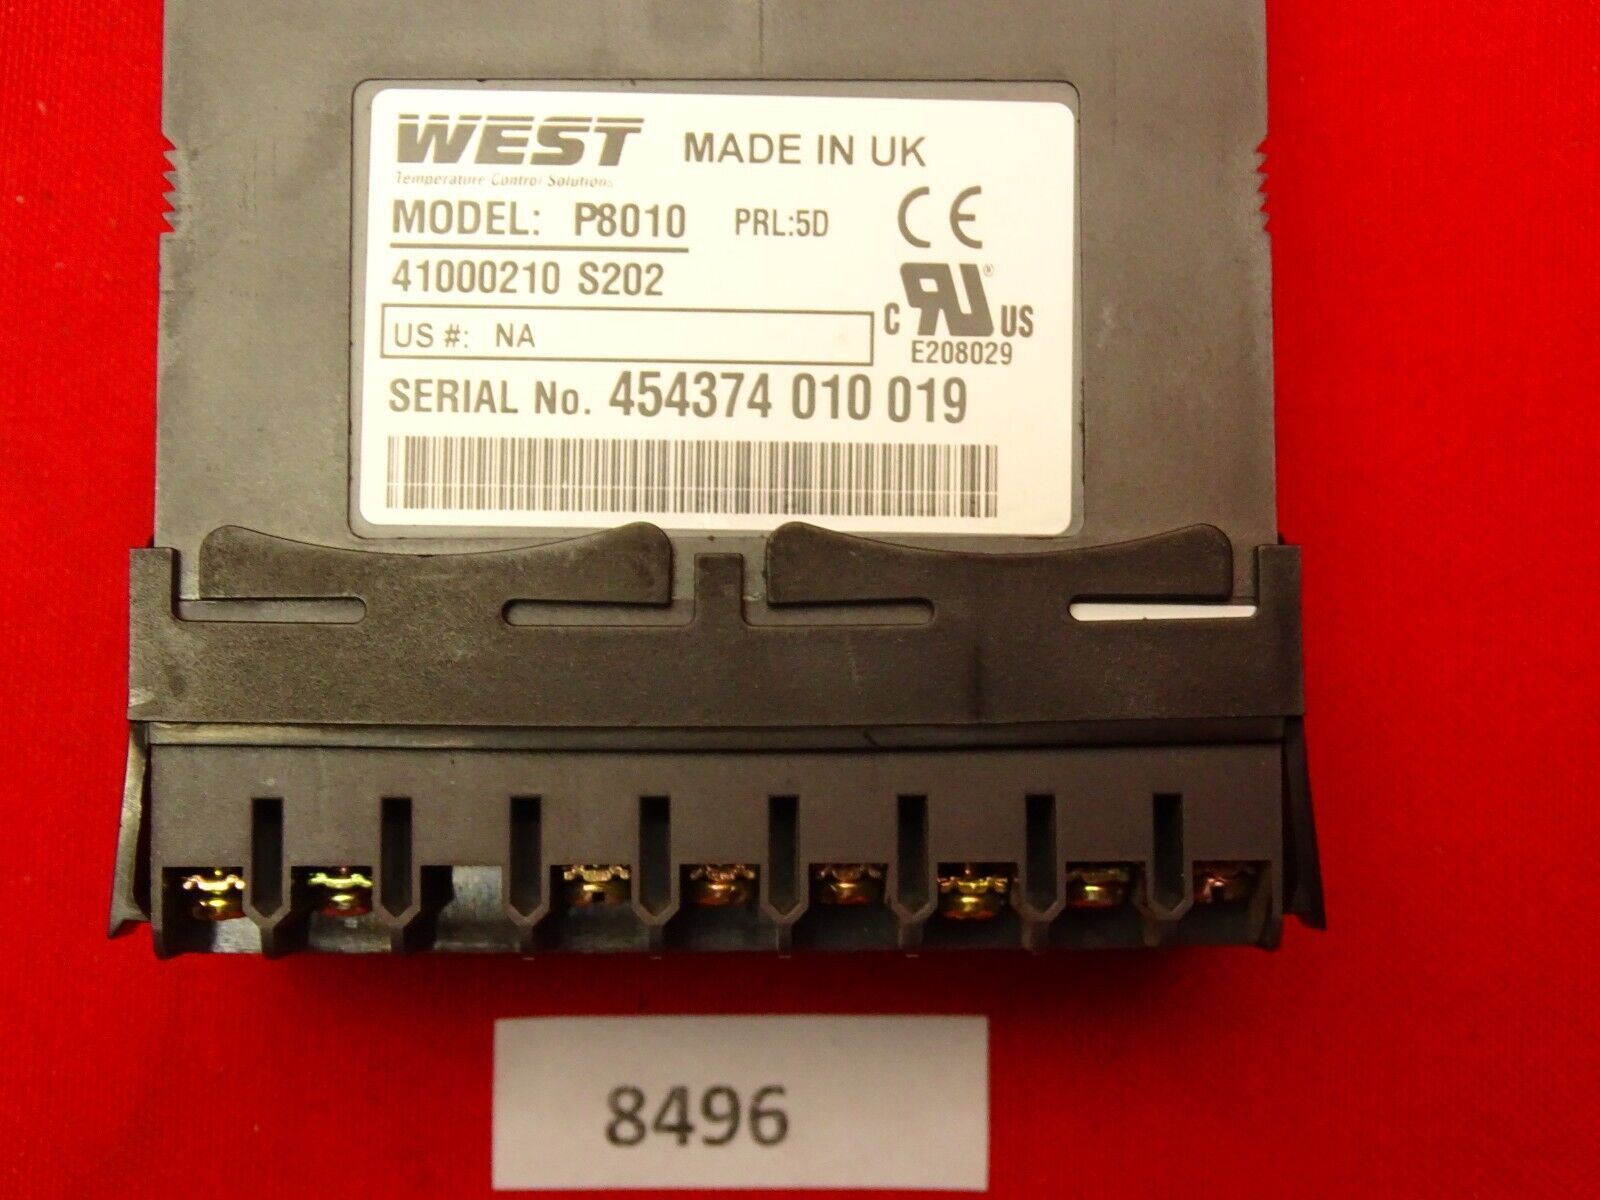 WEST MADE IN UK
Temperature Control Solutions
MODEL: P8010 PRL:5D CE
41000210 S202
US #: NA
C RU ® US
E208029
SERIAL No. 454374 010 019
8496